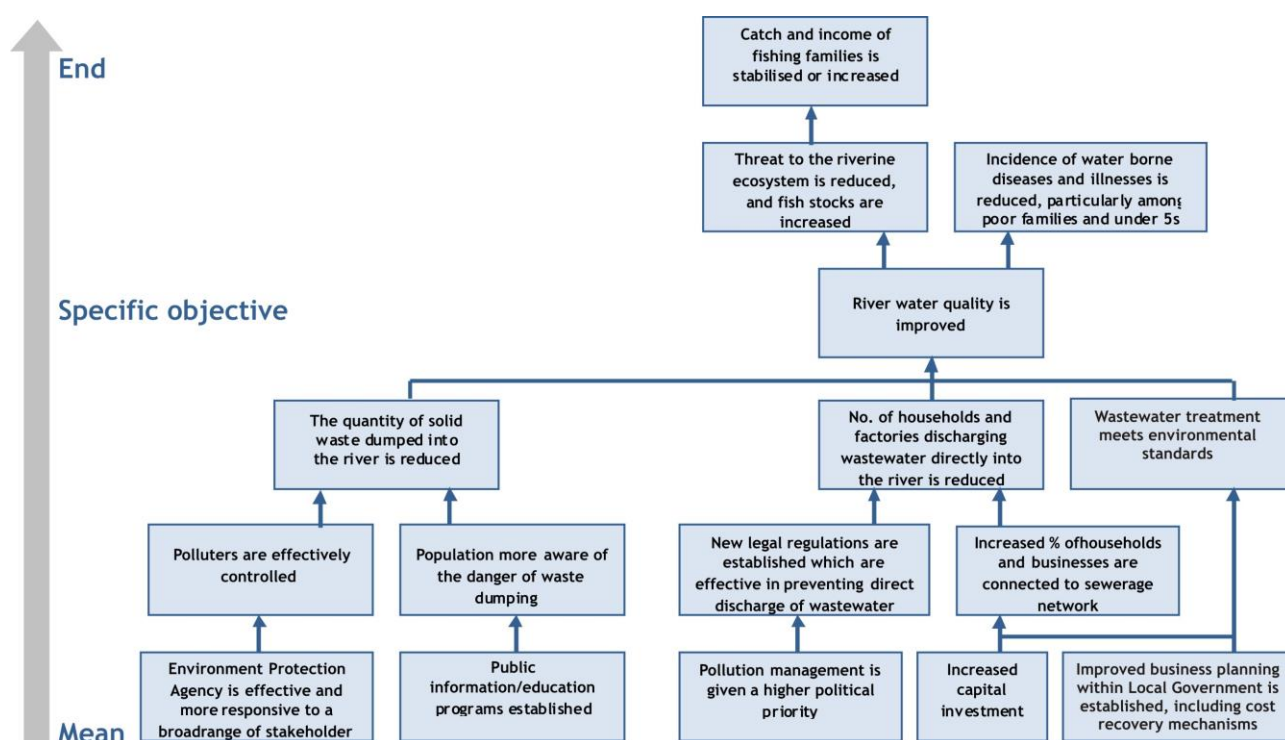 End
Catch and income of
fishing families is
stabilised or increased
Threat to the riverine
ecosystem is reduced,
and fish stocks are
increased
Incidence of water borne
diseases and illnesses is
reduced, particularly among
poor families and under 5s
Specific objective
River water quality is
improved
The quantity of solid
waste dumped into
the river is reduced
No. of households and
factories discharging
wastewater directly into
the river is reduced
Wastewater treatment
meets environmental
standards
Polluters are effectively
controlled
Population more aware of
the danger of waste
dumping
New legal regulations are
established which are
effective in preventing direct
discharge of wastewater
Increased % ofhouseholds
and businesses are
connected to sewerage
network
Environment Protection
Agency is effective and
more responsive to a
broadrange of stakeholder
Public
information/education
programs established
Pollution management is
given a higher political
priority
Increased
capital
investment
Improved business planning
within Local Government is
established, including cost
recovery mechanisms
Mean